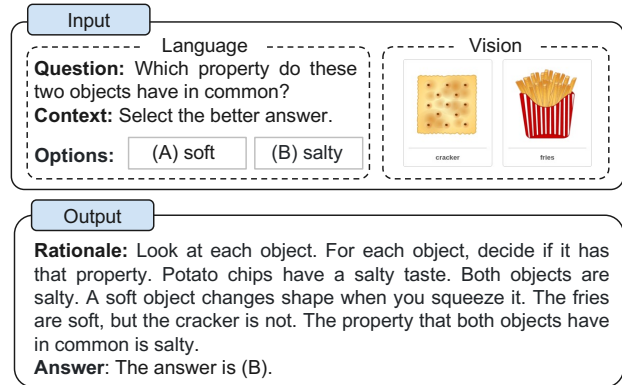 Input
Language
Question: Which property do these
two objects have in common?
Context: Select the better answer.
Options:
(A) soft
(B) salty
Vision
cracker
fries
Output
Rationale: Look at each object. For each object, decide if it has
that property. Potato chips have a salty taste. Both objects are
salty. A soft object changes shape when you squeeze it. The fries
are soft, but the cracker is not. The property that both objects have
in common is salty.
Answer: The answer is (B).